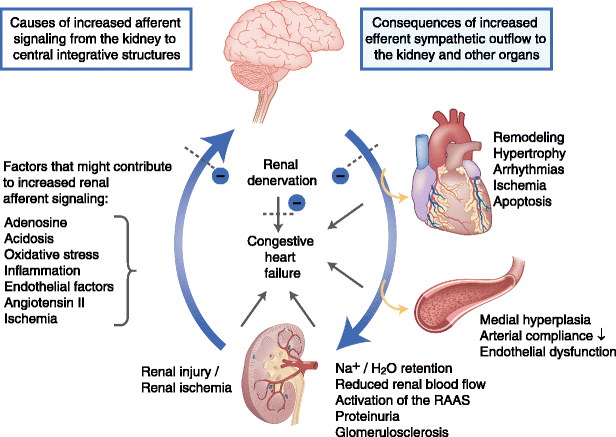 Causes of increased afferent
signaling from the kidney to
central integrative structures
Consequences of increased
efferent sympathetic outflow to
the kidney and other organs
Factors that might contribute
to increased renal
afferent signaling:
Adenosine
Acidosis
Oxidative stress
Inflammation
Endothelial factors
Angiotensin II
Ischemia
Renal
denervation
Congestive
heart
failure
Remodeling
Hypertrophy
Arrhythmias
Ischemia
Apoptosis
Medial hyperplasia
Arterial compliance ↓
Endothelial dysfunction
Renal injury /
Renal ischemia
Na⁺ / H₂O retention
Reduced renal blood flow
Activation of the RAAS
Proteinuria
Glomerulosclerosis